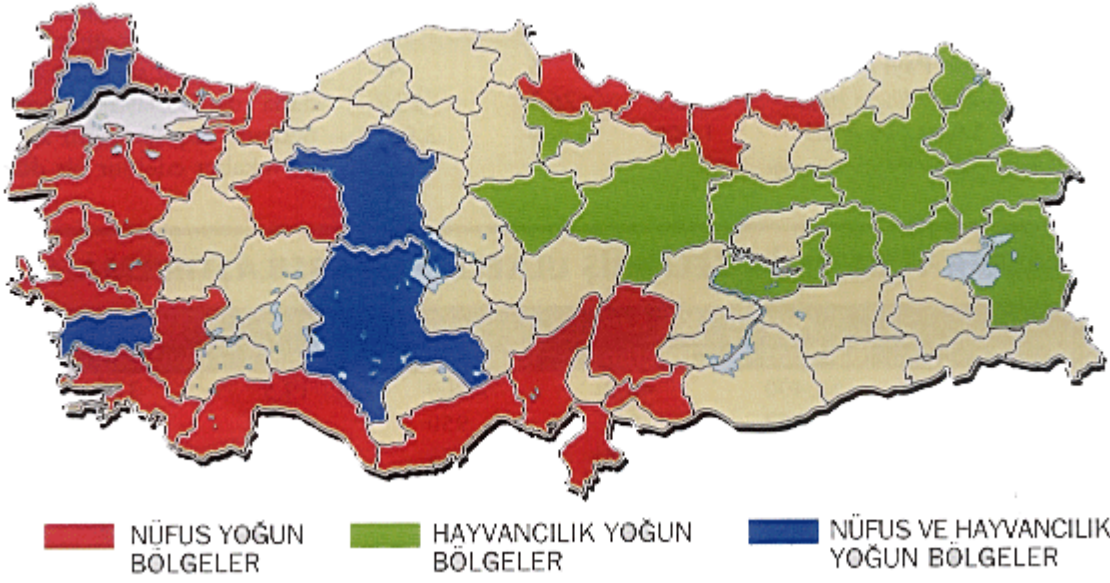 NÜFUS YOĞUN
BÖLGELER
HAYVANCILIK YOĞUN
BÖLGELER
NÜFUS VE HAYVANCILIK
YOĞUN BÖLGELER